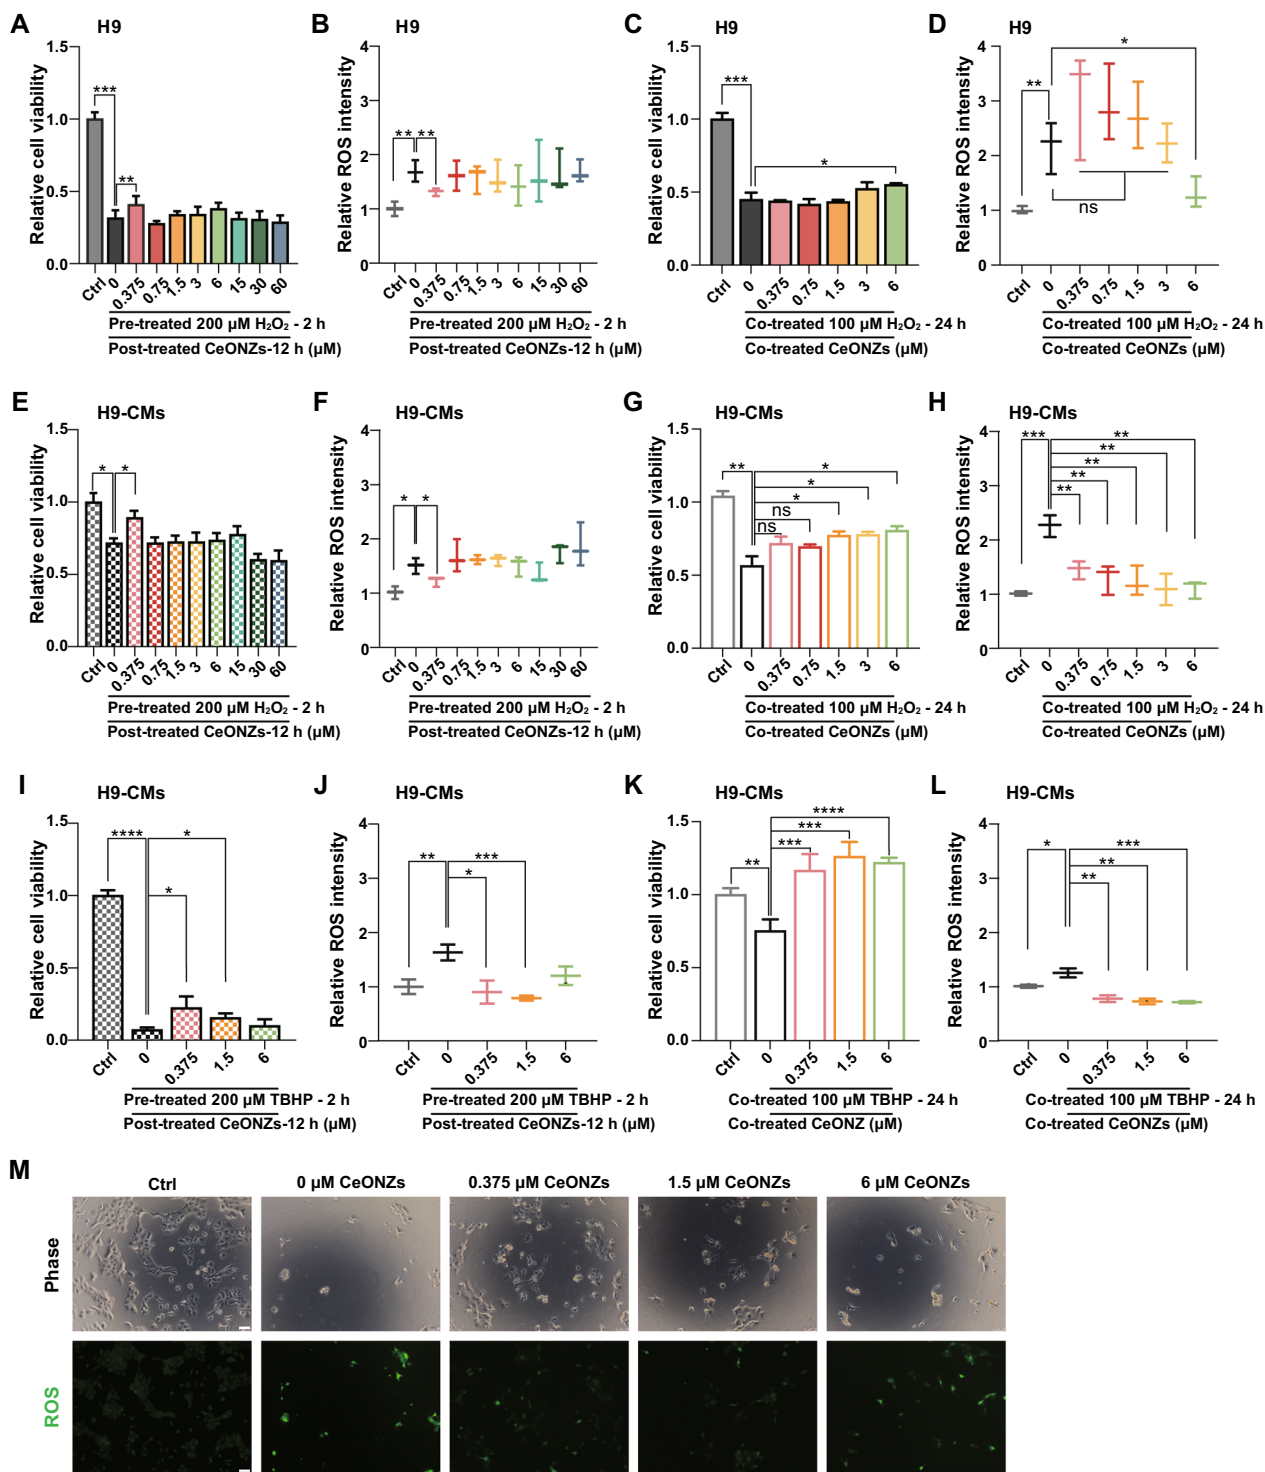 A H9
Relative cell viability
1.5
1.0
0.5
0.0
***
**
Ctrl 0 0.375 0.75 1.5 3 6 15 30 60
Pre-treated 200 μM H₂O₂ - 2 h
Post-treated CeONZs-12 h (μM)
B H9
Relative ROS intensity
4
3
2
1
0
** **
Ctrl 0 0.375 0.75 1.5 3 6 15 30 60
Pre-treated 200 μM H₂O₂ - 2 h
Post-treated CeONZs-12 h (μM)
C H9
Relative cell viability
1.5
1.0
0.5
0.0
***
*
Ctrl 0 0.375 0.75 1.5 3 6
Co-treated 100 μM H₂O₂ - 24 h
Co-treated CeONZs (μM)
D H9
Relative ROS intensity
4
3
2
1
0
*
**
ns
Ctrl 0 0.375 0.75 1.5 3 6
Co-treated 100 μM H₂O₂ - 24 h
Co-treated CeONZs (μM)
E H9-CMs
Relative cell viability
1.5
1.0
0.5
0.0
* *
Ctrl 0 0.375 0.75 1.5 3 6 15 30 60
Pre-treated 200 μM H₂O₂ - 2 h
Post-treated CeONZs-12 h (μM)
F H9-CMs
Relative ROS intensity
4
3
2
1
0
* *
Ctrl 0 0.375 0.75 1.5 3 6 15 30 60
Pre-treated 200 μM H₂O₂ - 2 h
Post-treated CeONZs-12 h (μM)
G H9-CMs
Relative cell viability
1.5
1.0
0.5
0.0
** *
*
*
ns
ns
Ctrl 0 0.375 0.75 1.5 3 6
Co-treated 100 μM H₂O₂ - 24 h
Co-treated CeONZs (μM)
H H9-CMs
Relative ROS intensity
4
3
2
1
0
*** **
**
**
**
**
Ctrl 0 0.375 0.75 1.5 3 6
Co-treated 100 μM H₂O₂ - 24 h
Co-treated CeONZs (μM)
I H9-CMs
Relative cell viability
1.5
1.0
0.5
0.0
**** *
*
Ctrl 0 0.375 1.5 6
Pre-treated 200 μM TBHP - 2 h
Post-treated CeONZs-12 h (μM)
J H9-CMs
Relative ROS intensity
4
3
2
1
0
** ***
*
Ctrl 0 0.375 1.5 6
Pre-treated 200 μM TBHP - 2 h
Post-treated CeONZs-12 h (μM)
K H9-CMs
Relative cell viability
1.5
1.0
0.5
0.0
****
***
***
**
Ctrl 0 0.375 1.5 6
Co-treated 100 μM TBHP - 24 h
Co-treated CeONZ (μM)
L H9-CMs
Relative ROS intensity
4
3
2
1
0
* ***
**
**
Ctrl 0 0.375 1.5 6
Co-treated 100 μM TBHP - 24 h
Co-treated CeONZs (μM)
M
Ctrl 0 μM CeONZs 0.375 μM CeONZs 1.5 μM CeONZs 6 μM CeONZs
Phase
ROS